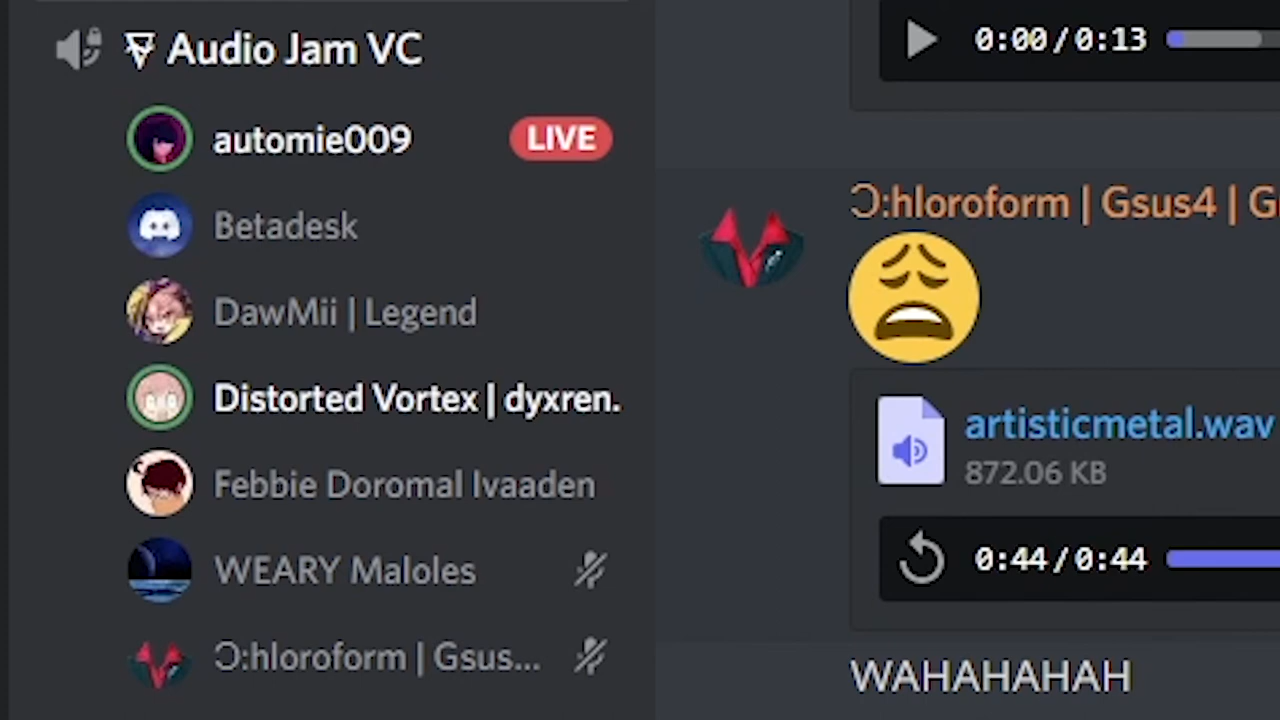 Audio Jam VC
automie009 LIVE
Betadesk
DawMii | Legend
Distorted Vortex | dyxren.
Febbie Doromal Ivaaden
WEARY Maloles
Ɔ:hloroform | Gsus...
0:00/0:13
Ɔ:hloroform | Gsus4 | G
artisticmetal.wav
872.06 KB
0:44/0:44
WAHAHAHAH